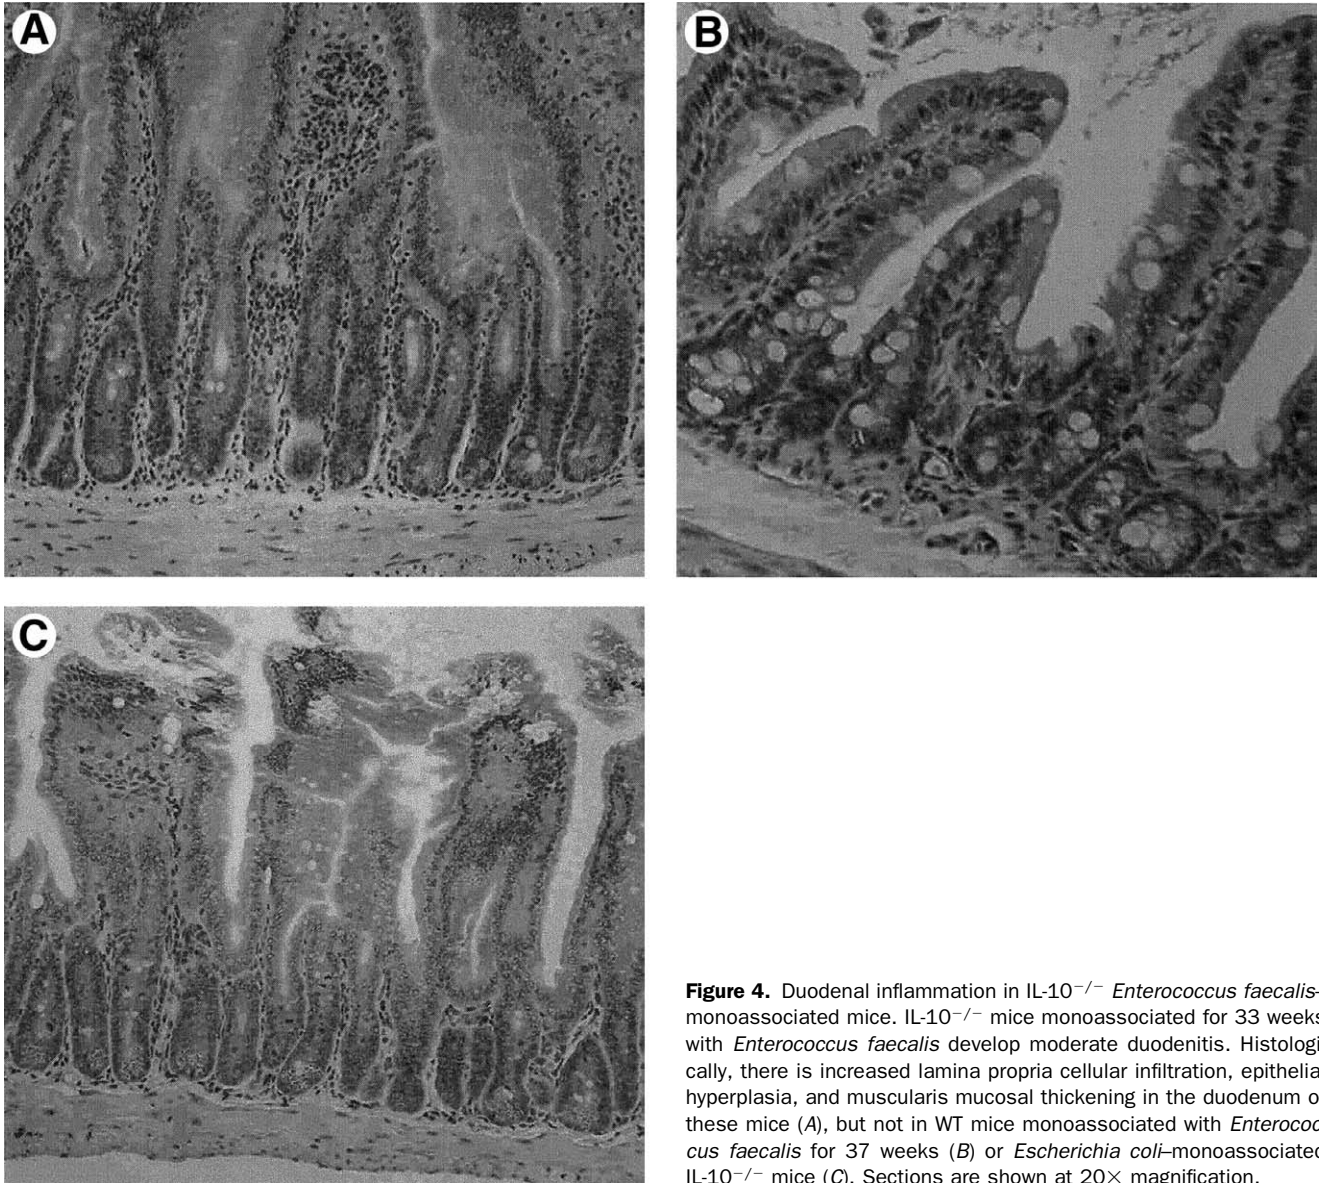 A
B
C
Figure 4. Duodenal inflammation in IL-10−/− Enterococcus faecalis–
monoassociated mice. IL-10−/− mice monoassociated for 33 weeks
with Enterococcus faecalis develop moderate duodenitis. Histologi
cally, there is increased lamina propria cellular infiltration, epithelia
hyperplasia, and muscularis mucosal thickening in the duodenum o
these mice (A), but not in WT mice monoassociated with Enterococ
cus faecalis for 37 weeks (B) or Escherichia coli–monoassociated
IL-10−/− mice (C). Sections are shown at 20× magnification.